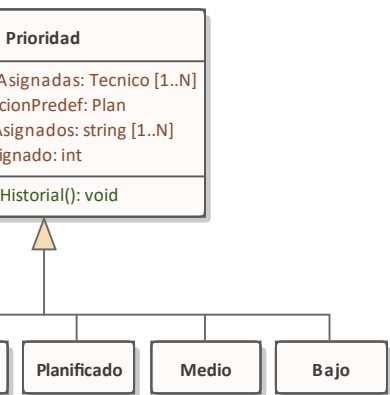 Prioridad
Asignadas: Tecnico [1..N]
cionPredef: Plan
Asignados: string [1..N]
ignado: int
Historial(): void
Planificado
Medio
Bajo